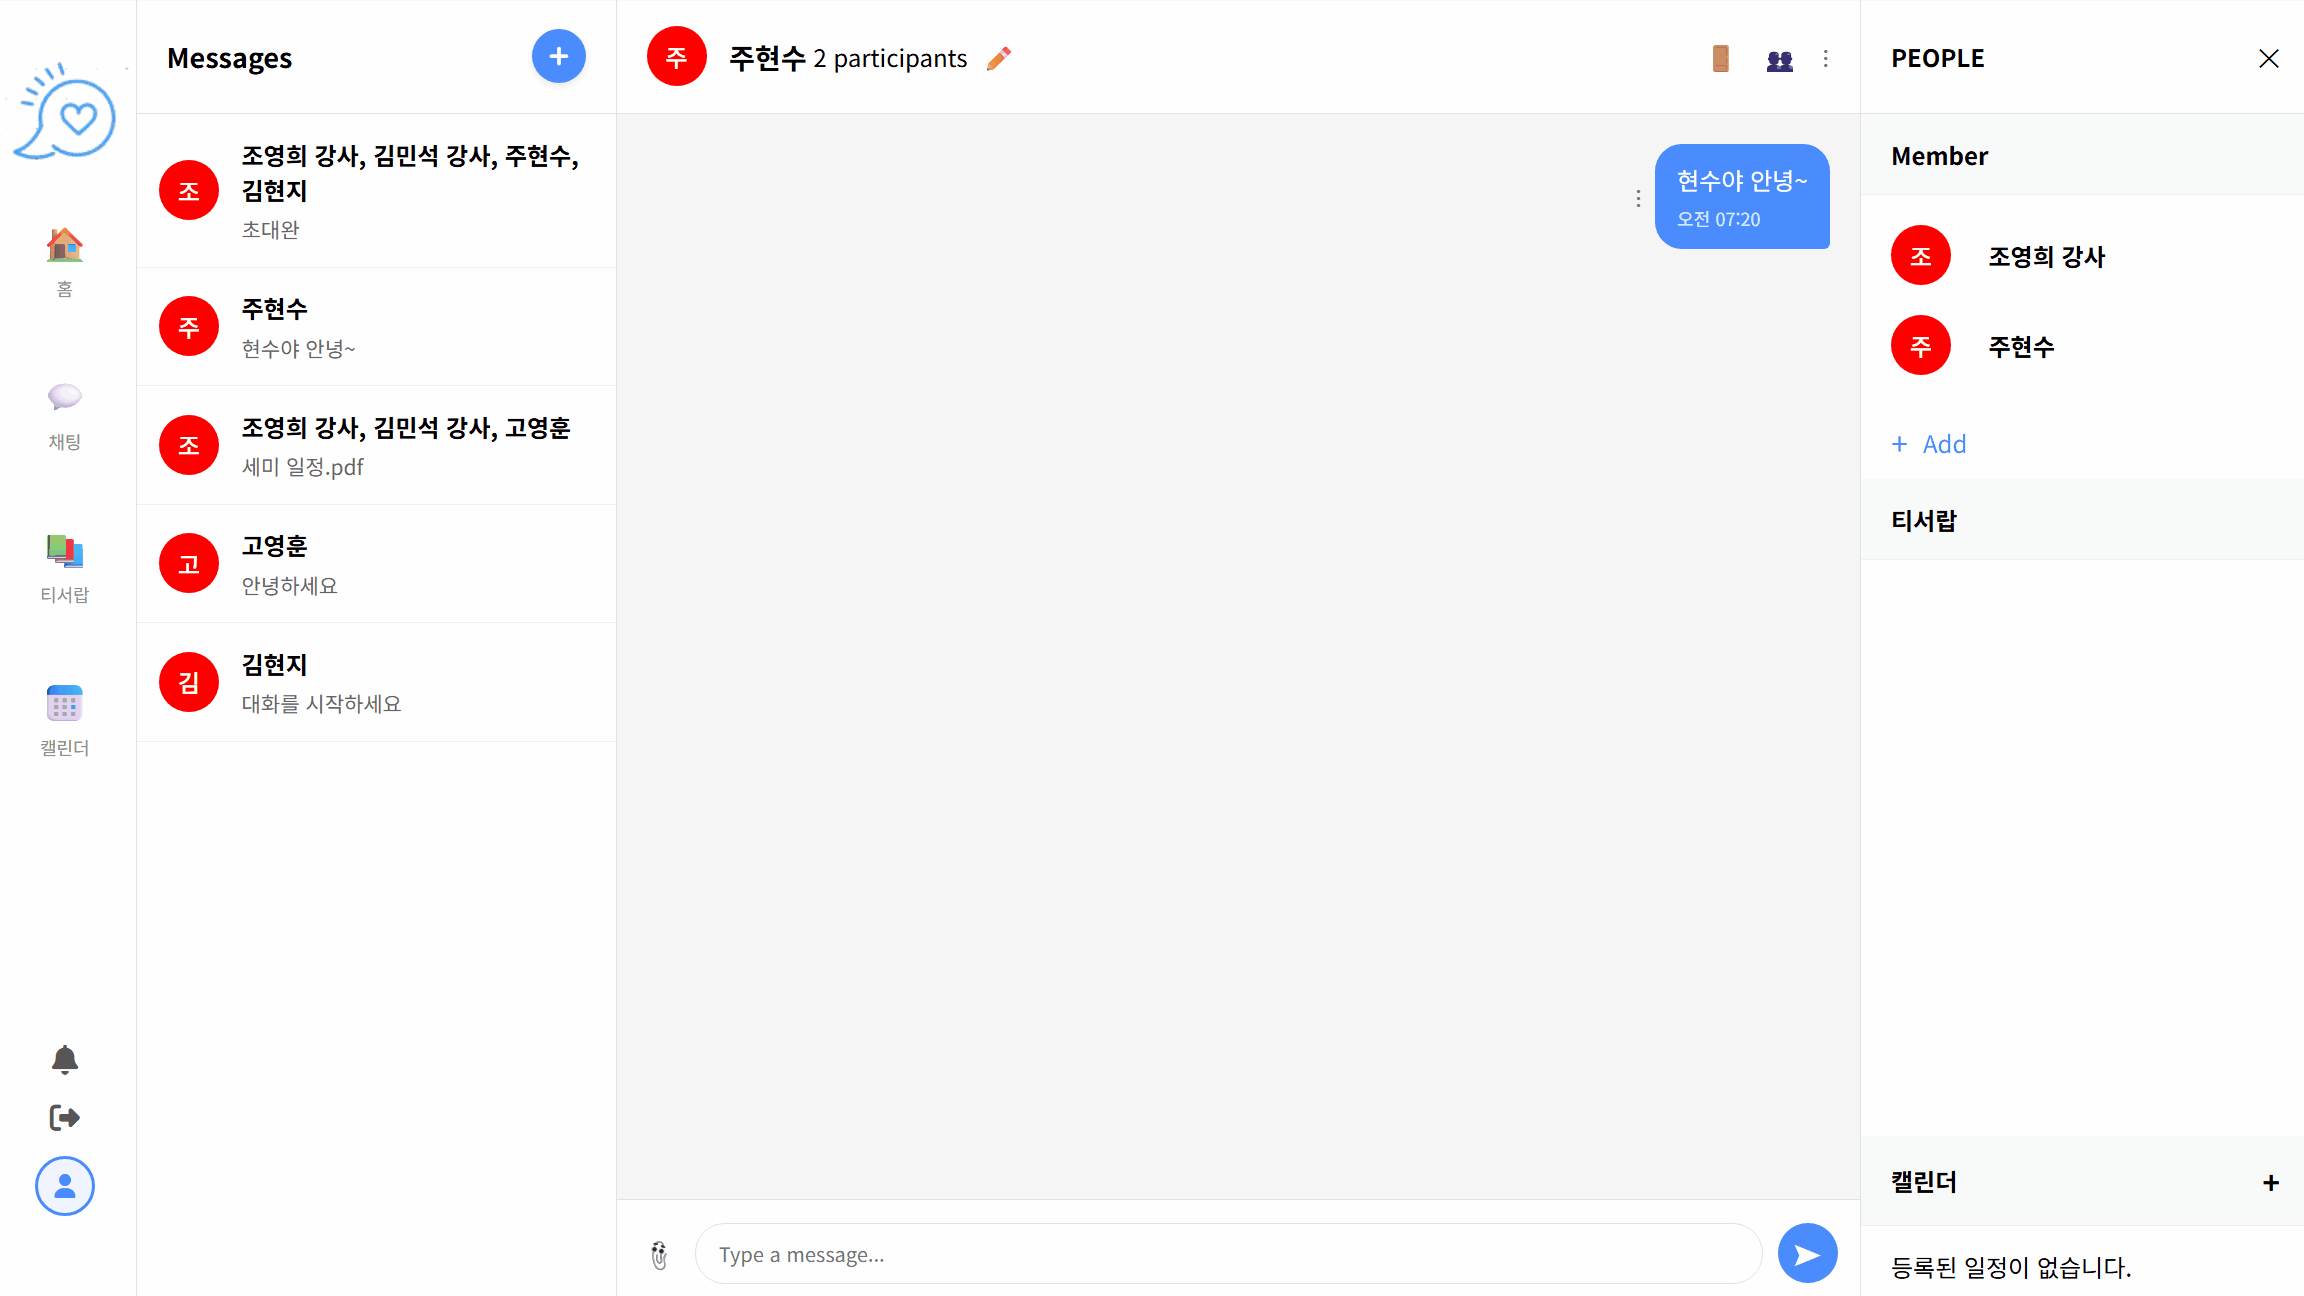 홈
채팅
티서랍
캘린더
Messages
+
조 조영희 강사, 김민석 강사, 주현수,
김현지
초대완
주 주현수
현수야 안녕~
조 조영희 강사, 김민석 강사, 고영훈
세미 일정.pdf
고 고영훈
안녕하세요
김 김현지
대화를 시작하세요
주 주현수 2 participants
현수야 안녕~
오전 07:20
Type a message...
PEOPLE
Member
조 조영희 강사
주 주현수
+ Add
티서랍
캘린더 +
등록된 일정이 없습니다.